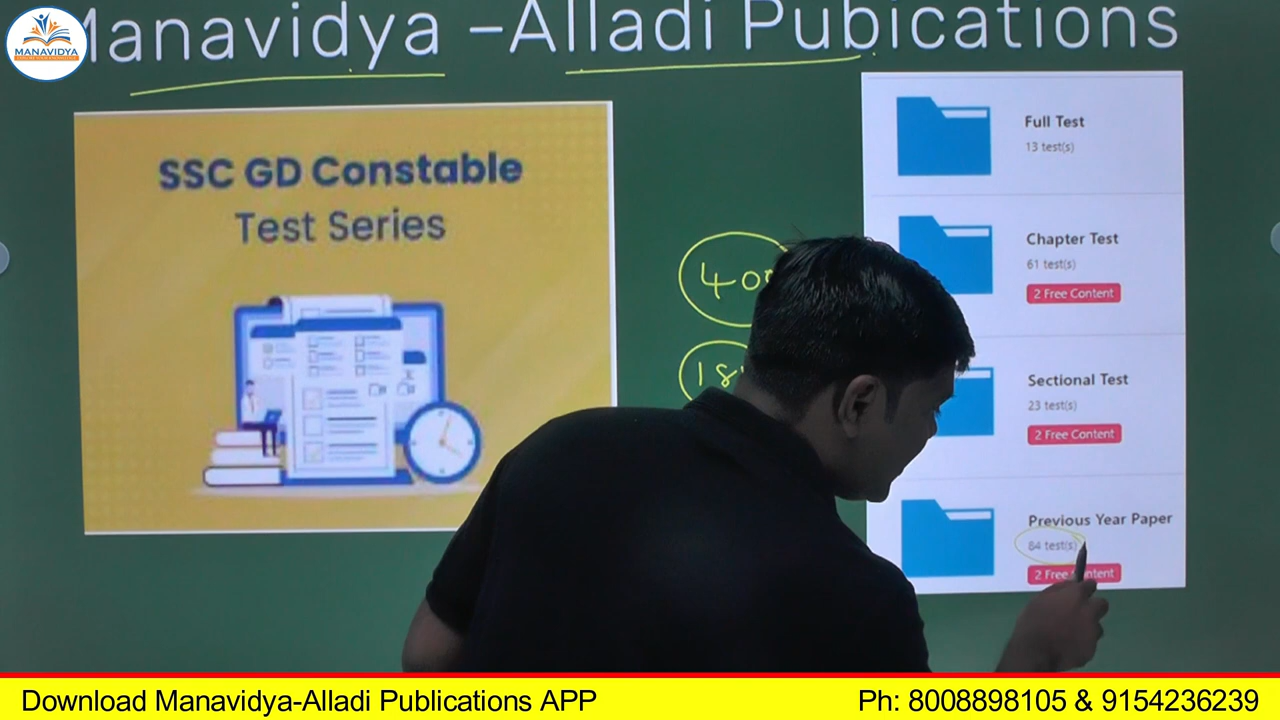 Manavidya –Alladi Pubications
MANAVIDYA
SSC GD Constable
Test Series
Full Test
13 test(s)
Chapter Test
61 test(s)
2 Free Content
Sectional Test
23 test(s)
2 Free Content
Previous Year Paper
84 test(s)
2 Free Content
Download Manavidya-Alladi Publications APP
Ph: 8008898105 & 9154236239